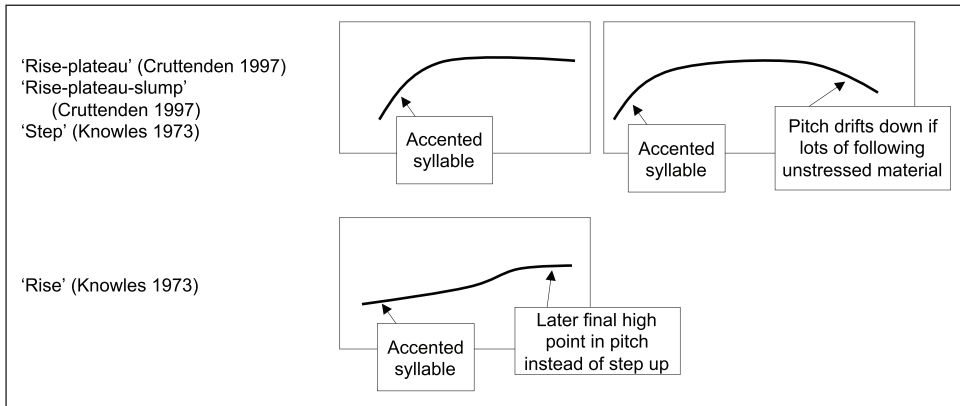 ‘Rise-plateau’ (Cruttenden 1997)
‘Rise-plateau-slump’
(Cruttenden 1997)
‘Step’ (Knowles 1973)
Accented
syllable
Accented
syllable
Pitch drifts down if
lots of following
unstressed material
‘Rise’ (Knowles 1973)
Accented
syllable
Later final high
point in pitch
instead of step up